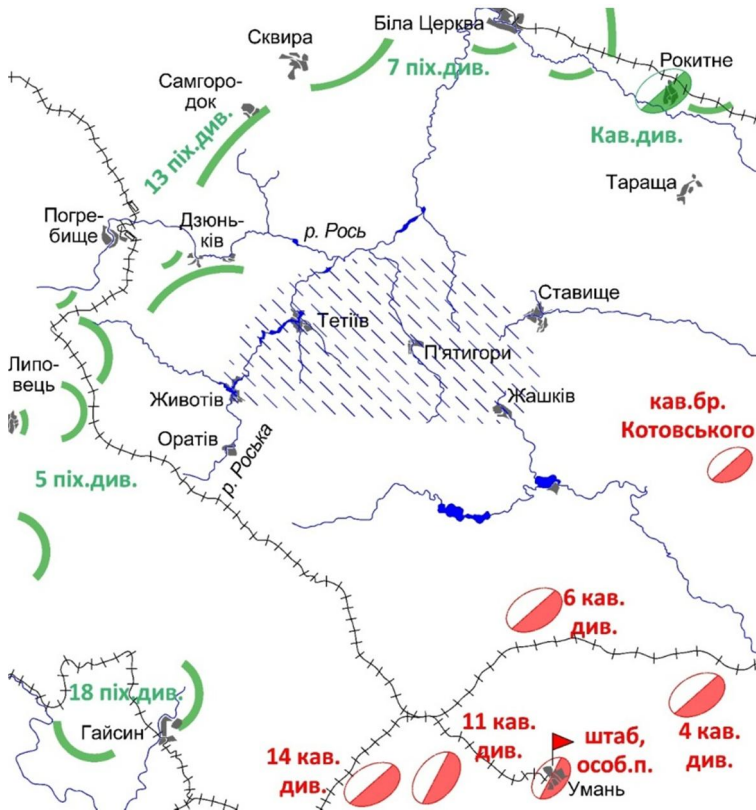 Біла Церква
Сквира
7 піх.див.
Рокитне
Самгоро-
док
Кав.див.
13 піх.див.
Тараща
Погре-
бище
Дзюнь-
ків
р. Рось
Ставище
Тетіїв
П'ятигори
Липо-
вець
Животів
Жашків
кав.бр.
Котовського
Оратів
р. Роська
5 піх.див.
6 кав.
див.
18 піх.див.
Гайсин
11 кав.
див.
штаб,
особ.п.
4 кав.
див.
14 кав.
див.
Умань